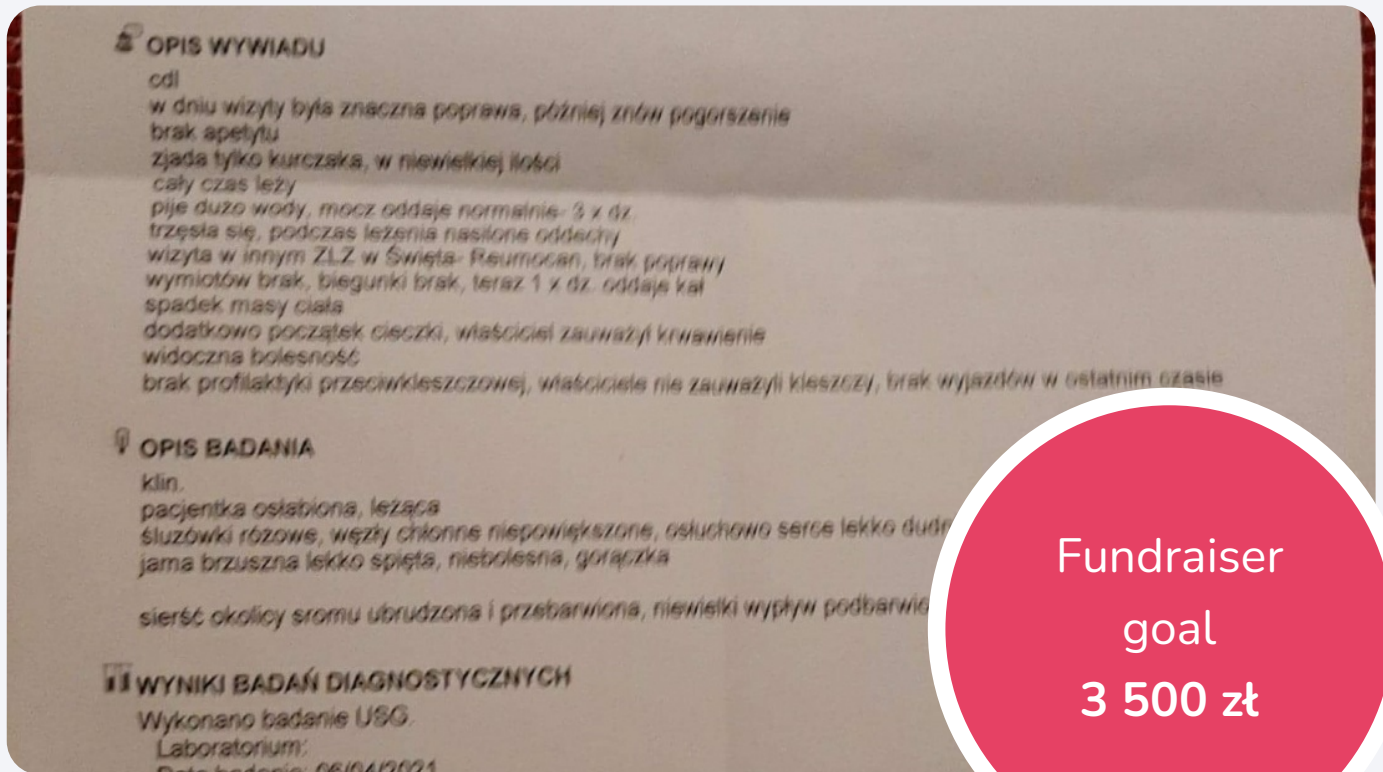 OPIS WYWIADU
cdl
w dniu wizyty była znaczna poprawa, później znów pogorszenie
brak apetytu
zjada tylko kurczaka, w niewielkiej ilości
cały czas leży
pije dużo wody, mocz oddaje normalnie- 3 x dz.
trzęsła się, podczas leżenia nasilone oddechy
wizyta w innym ZLZ w Święta- Reumocan, brak poprawy
wymiotów brak, biegunki brak, teraz 1 x dz. oddaje kał
spadek masy ciała
dodatkowo początek cieczki, właściciel zauważył krwawienie
widoczna bolesność
brak profilaktyki przeciwkleszczowej, właściciele nie zauważyli kleszczy, brak wyjazdów w ostatnim czasie
OPIS BADANIA
klin.
pacjentka osłabiona, leżąca
śluzówki różowe, węzły chłonne niepowiększone, osłuchowo serce lekko
jama brzuszna lekko spięta, niebolesna, gorączka
sierść okolicy sromu ubrudzona i przebarwiona, niewielki wypływ
WYNIKI BADAŃ DIAGNOSTYCZNYCH
Wykonano badanie USG.
Laboratorium:
Data badania: 06/04/2021
Fundraiser
goal
3 500 zł